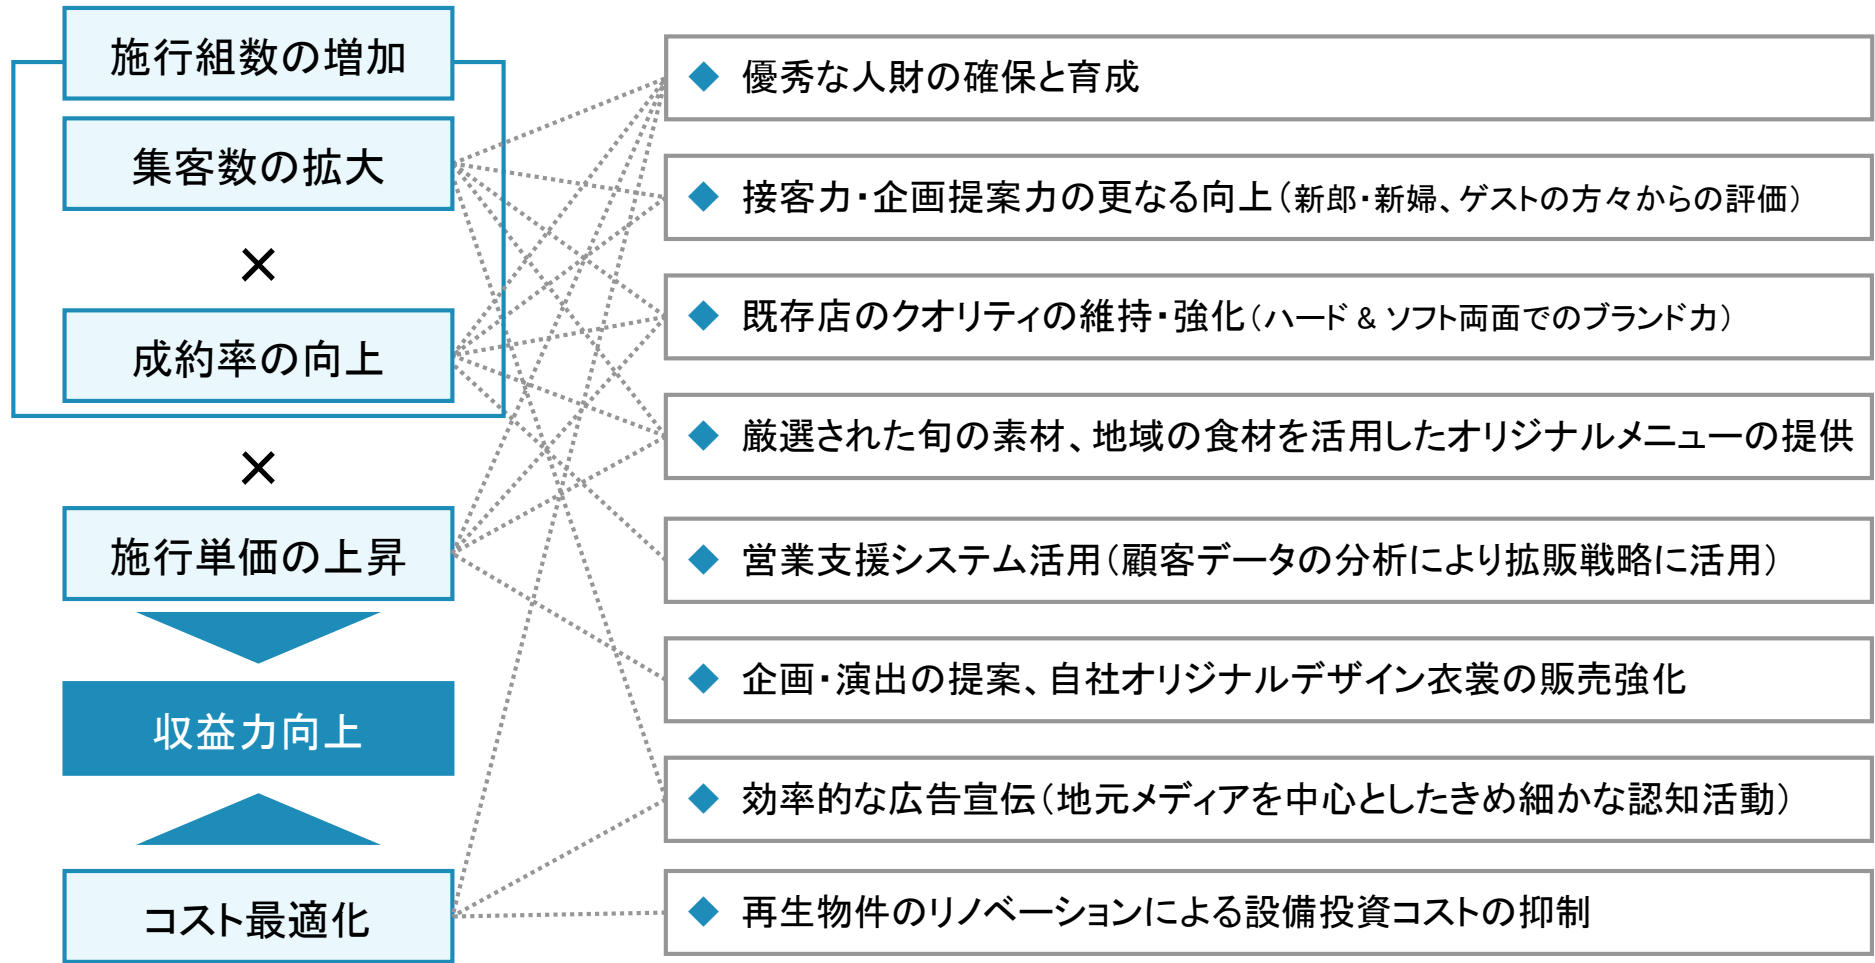 施行組数の増加
集客数の拡大
×
成約率の向上
×
施行単価の上昇
収益力向上
コスト最適化
◆ 優秀な人財の確保と育成
◆ 接客力・企画提案力の更なる向上（新郎・新婦、ゲストの方々からの評価）
◆ 既存店のクオリティの維持・強化（ハード & ソフト両面でのブランド力）
◆ 厳選された旬の素材、地域の食材を活用したオリジナルメニューの提供
◆ 営業支援システム活用（顧客データの分析により拡販戦略に活用）
◆ 企画・演出の提案、自社オリジナルデザイン衣裳の販売強化
◆ 効率的な広告宣伝（地元メディアを中心としたきめ細かな認知活動）
◆ 再生物件のリノベーションによる設備投資コストの抑制